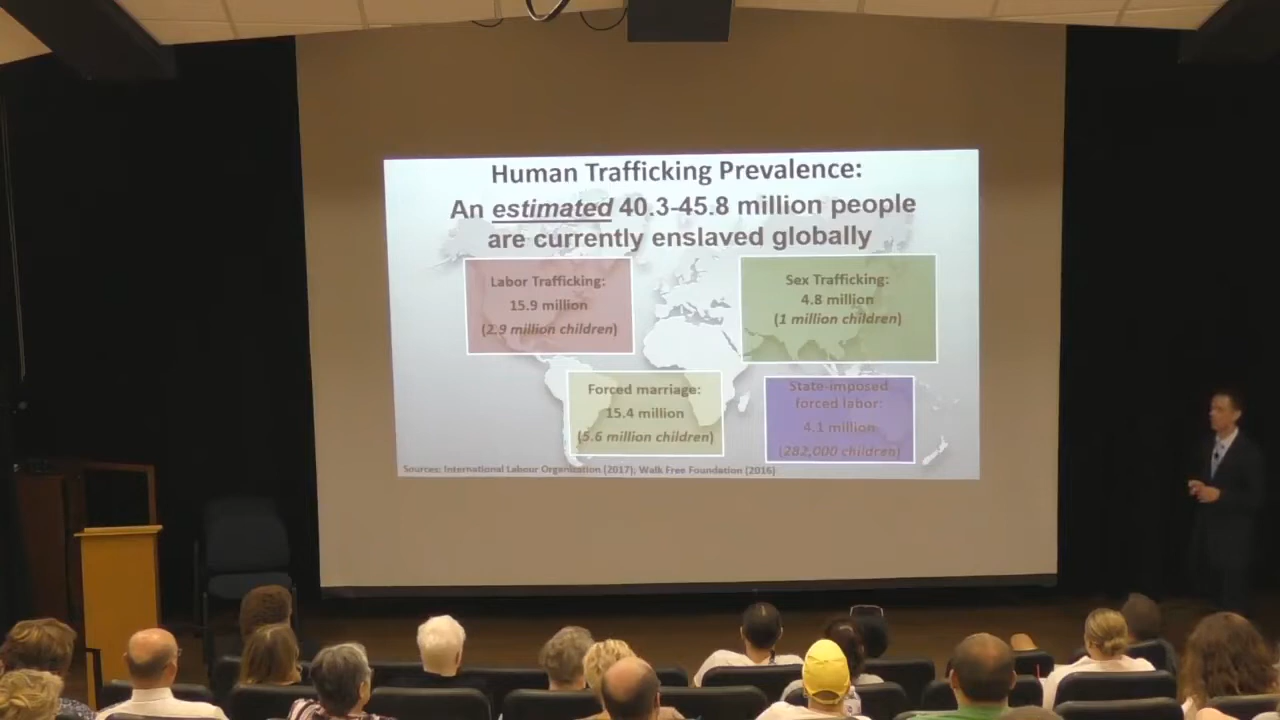 Human Trafficking Prevalence:
An estimated 40.3-45.8 million people
are currently enslaved globally
Labor Trafficking:
15.9 million
(2.9 million children)
Sex Trafficking:
4.8 million
(1 million children)
Forced marriage:
15.4 million
(5.6 million children)
State-imposed
forced labor:
4.1 million
(282,000 children)
Sources: International Labour Organization (2017); Walk Free Foundation (2016)